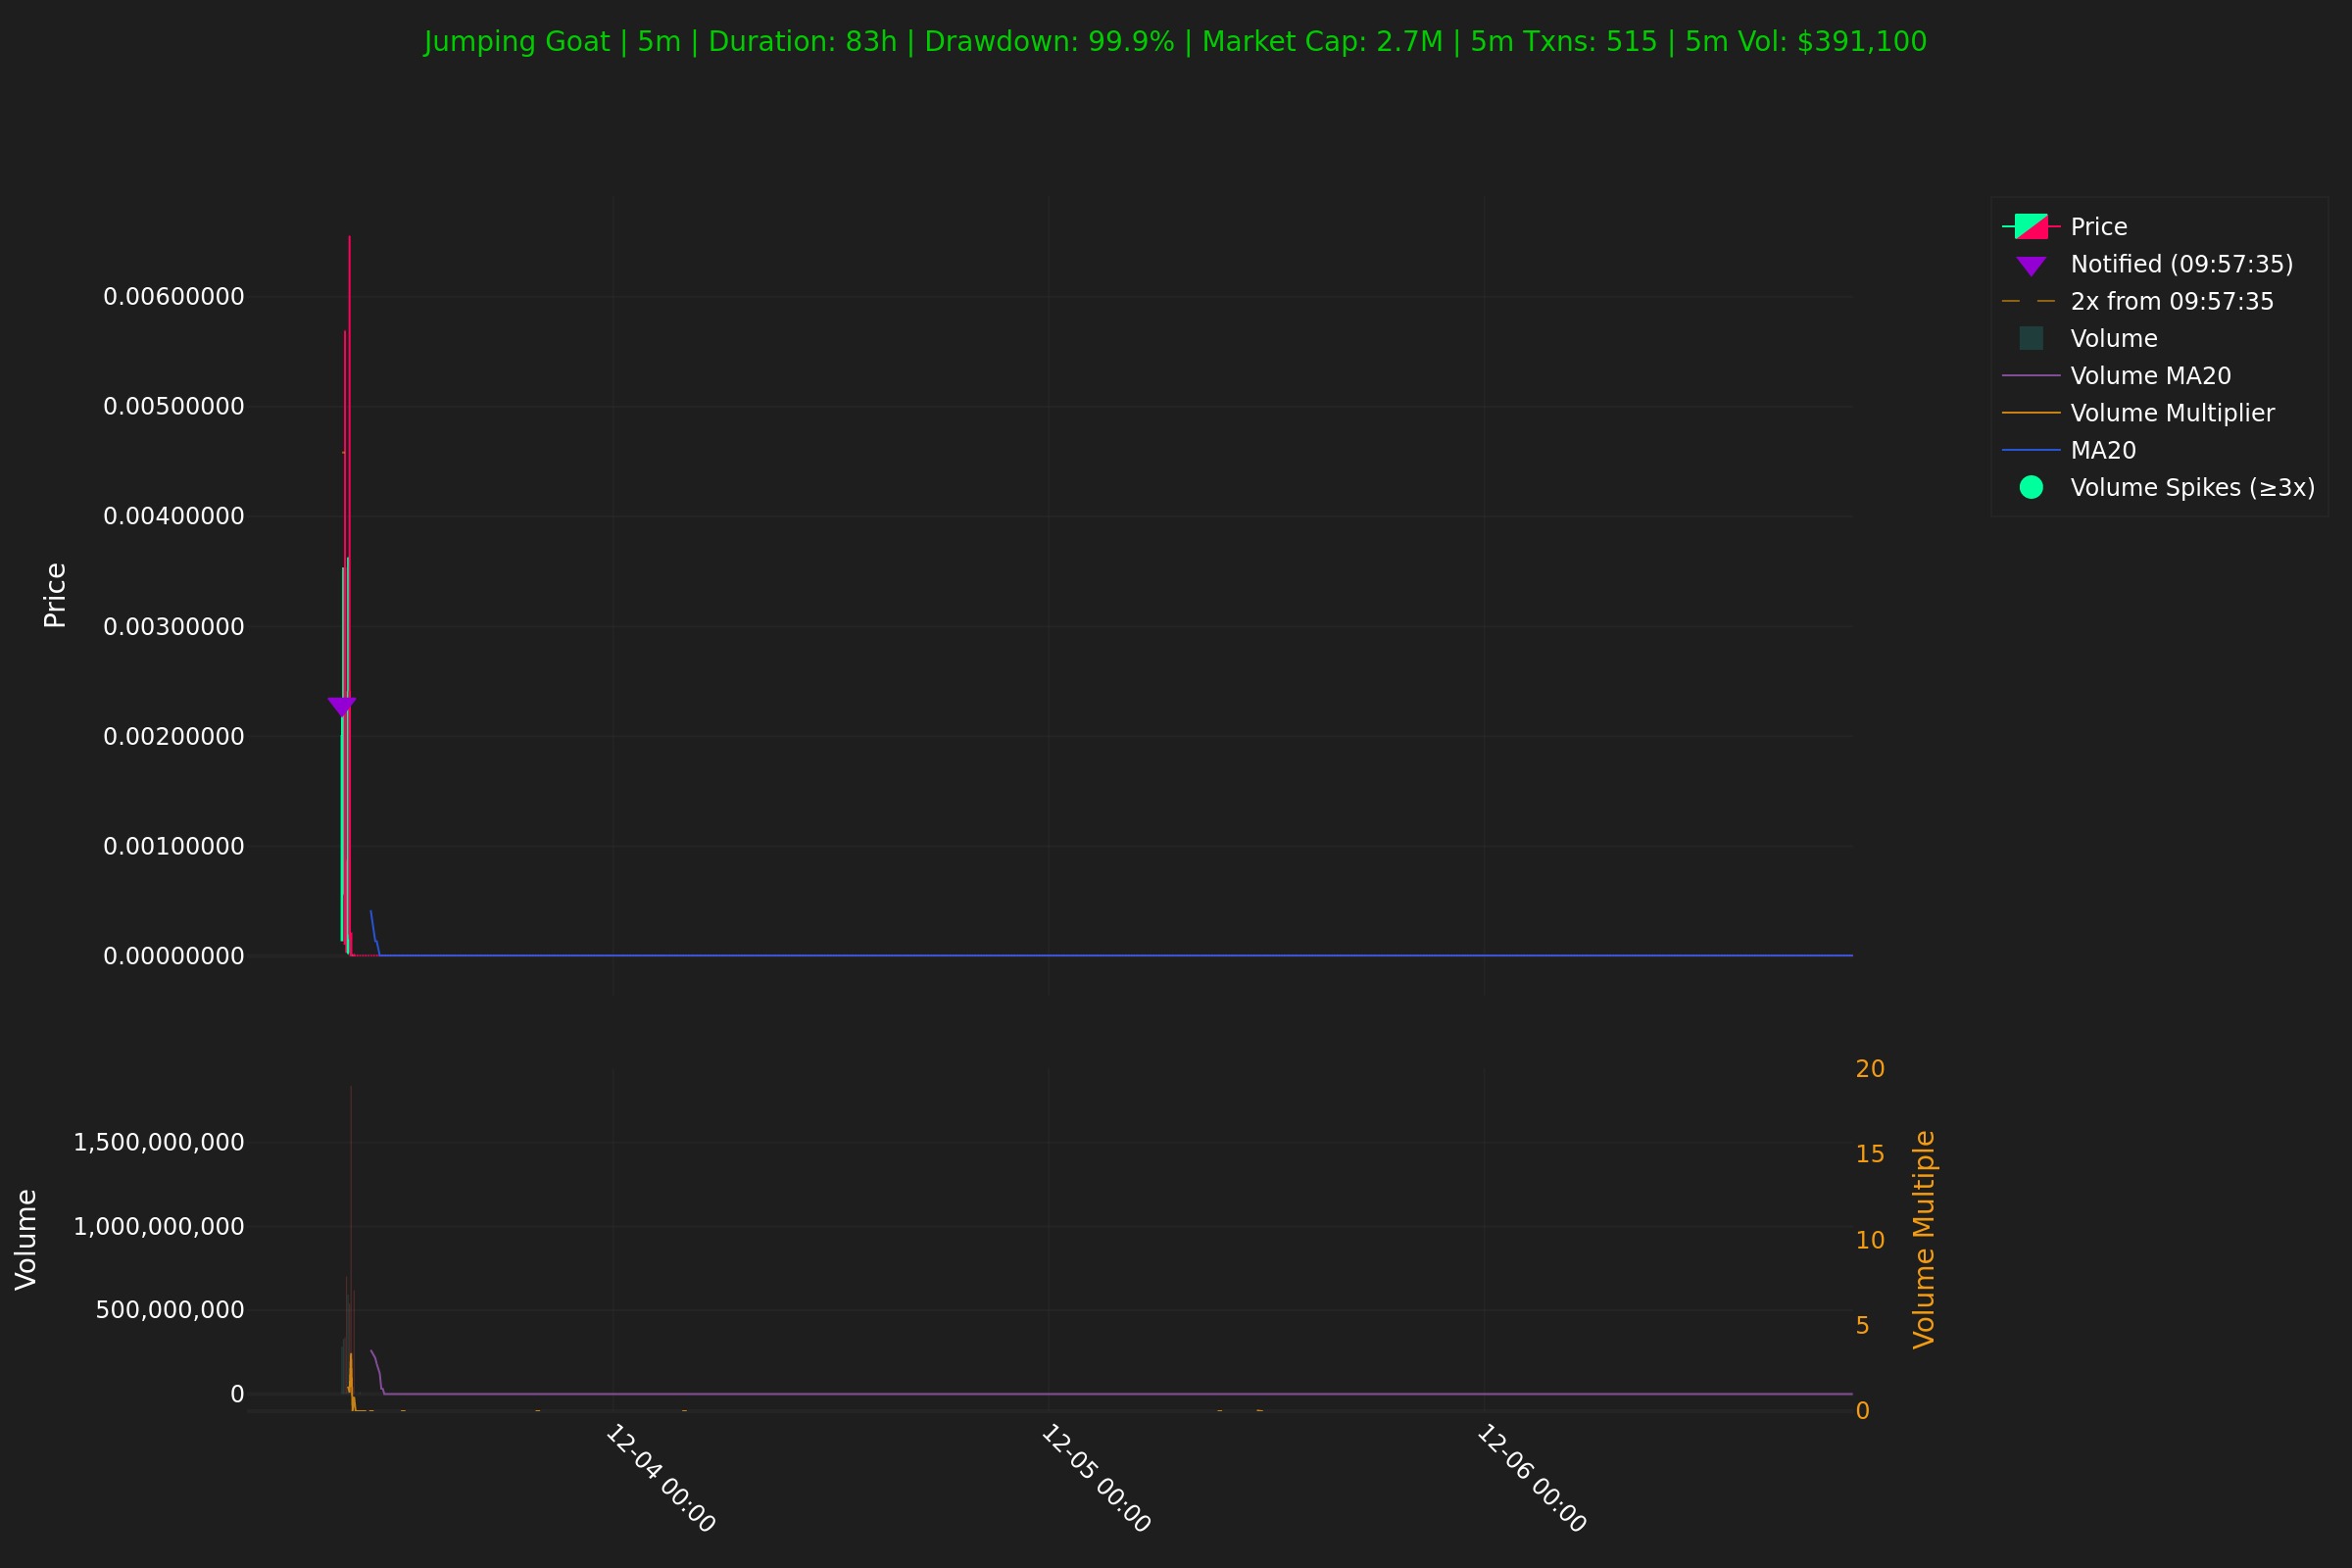 Jumping Goat | 5m | Duration: 83h | Drawdown: 99.9% | Market Cap: 2.7M | 5m Txns: 515 | 5m Vol: $391,100
Price
0.00600000
0.00500000
0.00400000
0.00300000
0.00200000
0.00100000
0.00000000
Price
Notified (09:57:35)
2x from 09:57:35
Volume
Volume MA20
Volume Multiplier
MA20
Volume Spikes (≥3x)
Volume
1,500,000,000
1,000,000,000
500,000,000
0
20
15
10
5
0
Volume Multiple
12-04 00:00
12-05 00:00
12-06 00:00